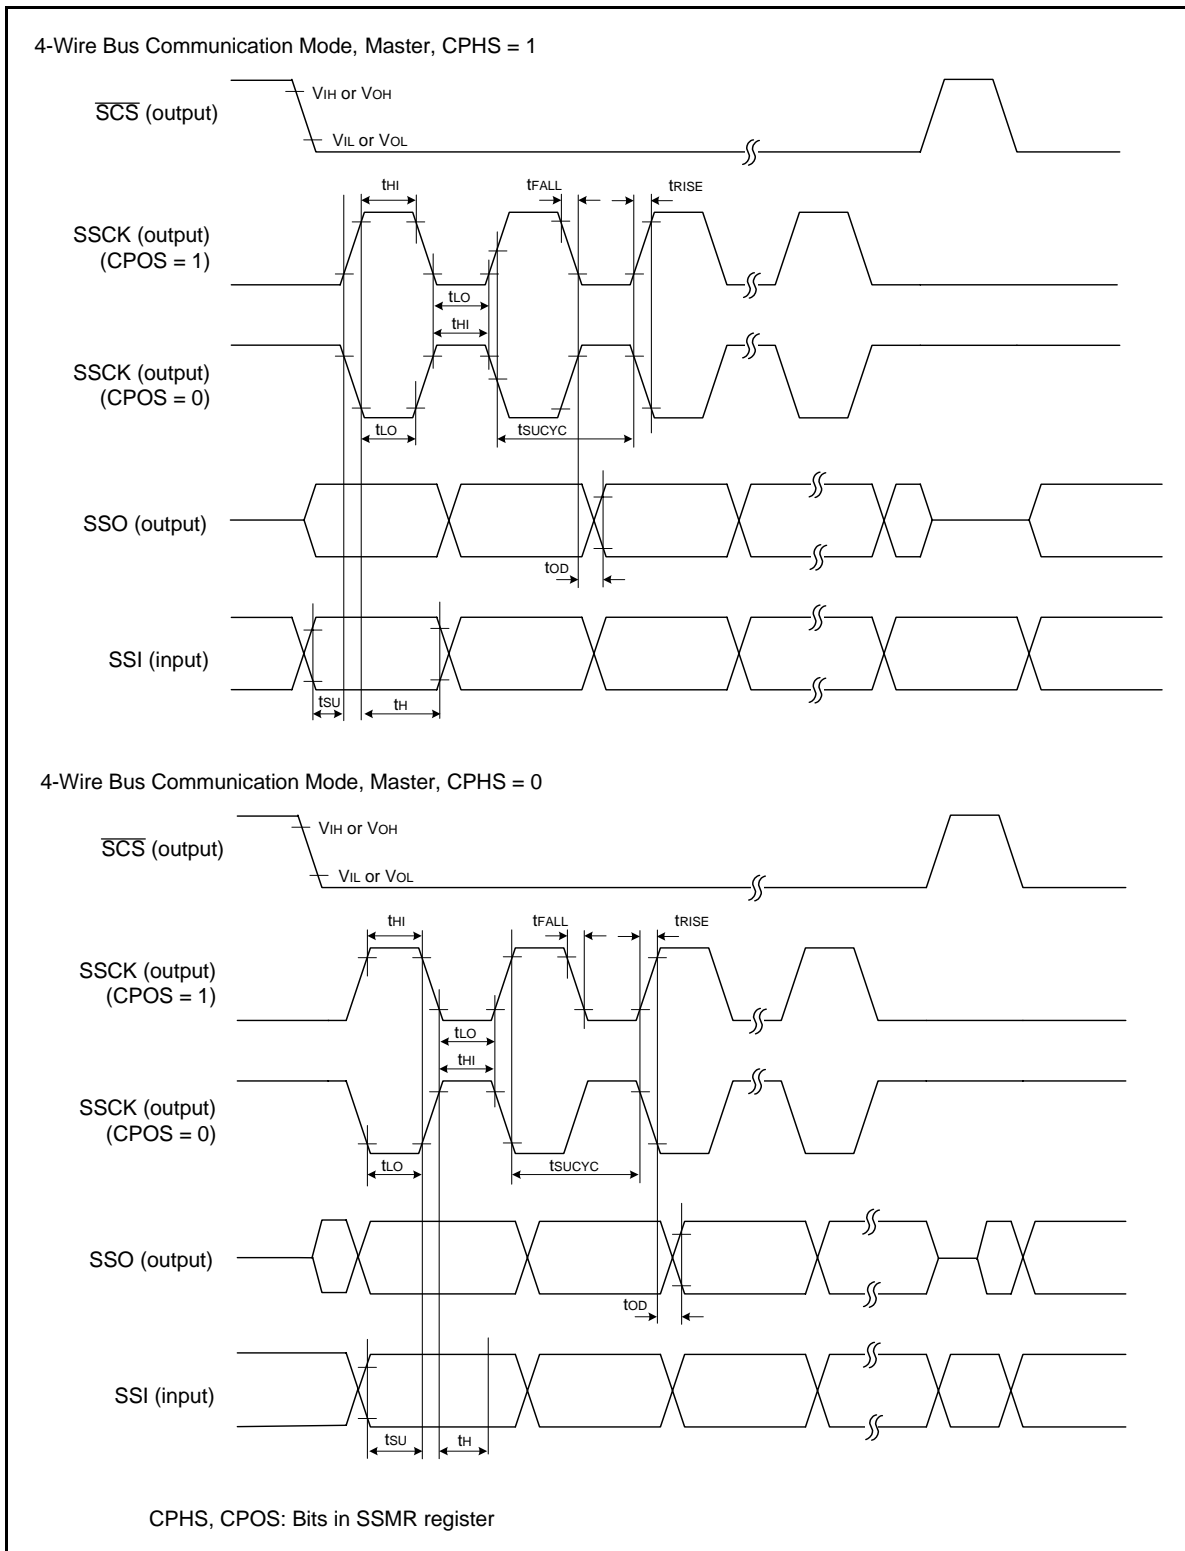 4-Wire Bus Communication Mode, Master, CPHS = 1
SCS (output)
VIH or VOH
VIL or VOL
tHI
tFALL
tRISE
SSCK (output)
(CPOS = 1)
tLO
tHI
SSCK (output)
(CPOS = 0)
tLO
tSUCYC
SSO (output)
tOD
SSI (input)
tSU
tH
4-Wire Bus Communication Mode, Master, CPHS = 0
SCS (output)
VIH or VOH
VIL or VOL
tHI
tFALL
tRISE
SSCK (output)
(CPOS = 1)
tLO
tHI
SSCK (output)
(CPOS = 0)
tLO
tSUCYC
SSO (output)
tOD
SSI (input)
tSU
tH
CPHS, CPOS: Bits in SSMR register